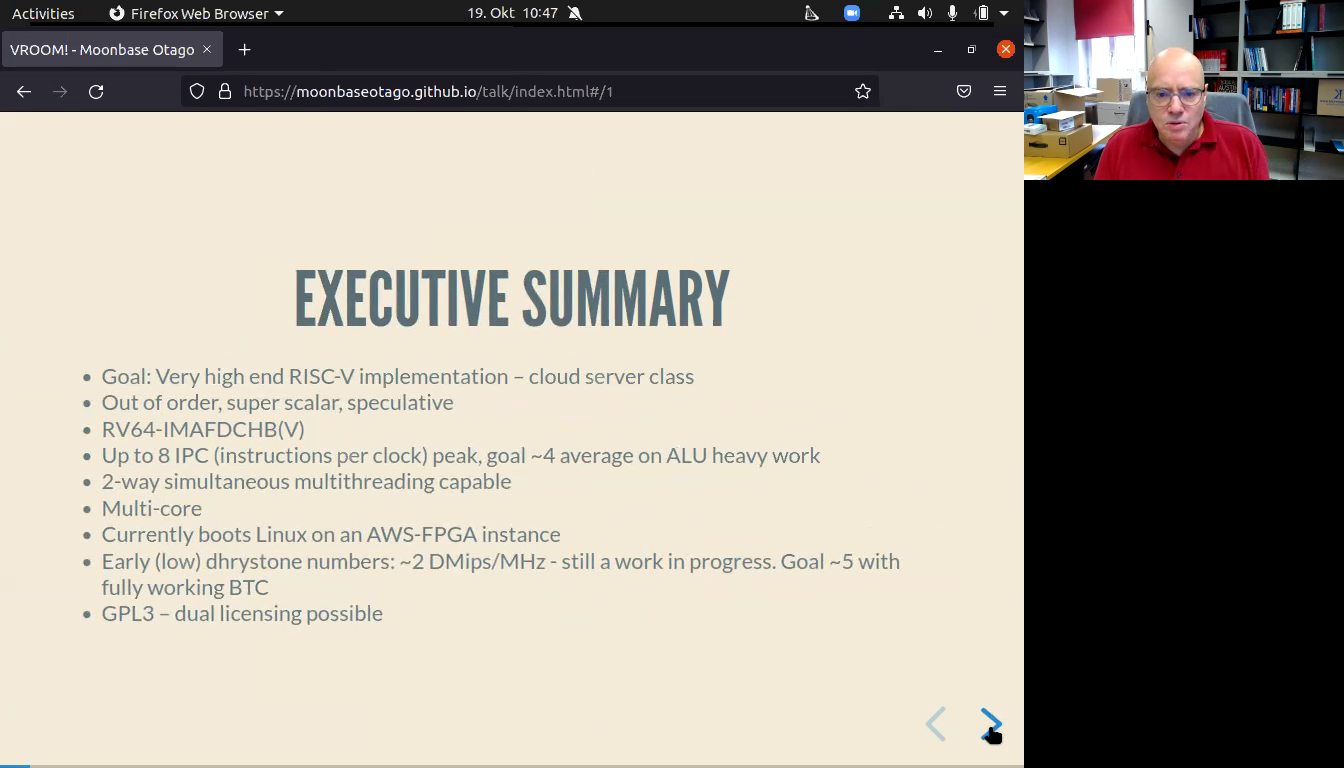 Activities Firefox Web Browser 19. Okt 10:47
VROOM! - Moonbase Otago
https://moonbaseotago.github.io/talk/index.html#/1
EXECUTIVE SUMMARY
• Goal: Very high end RISC-V implementation – cloud server class
• Out of order, super scalar, speculative
• RV64-IMAFDCHB(V)
• Up to 8 IPC (instructions per clock) peak, goal ~4 average on ALU heavy work
• 2-way simultaneous multithreading capable
• Multi-core
• Currently boots Linux on an AWS-FPGA instance
• Early (low) dhrystone numbers: ~2 DMips/MHz - still a work in progress. Goal ~5 with
fully working BTC
• GPL3 – dual licensing possible